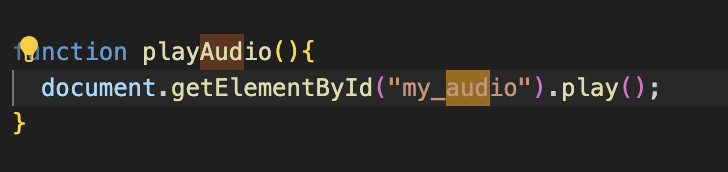 function playAudio(){
document.getElementById("my_audio").play();
}